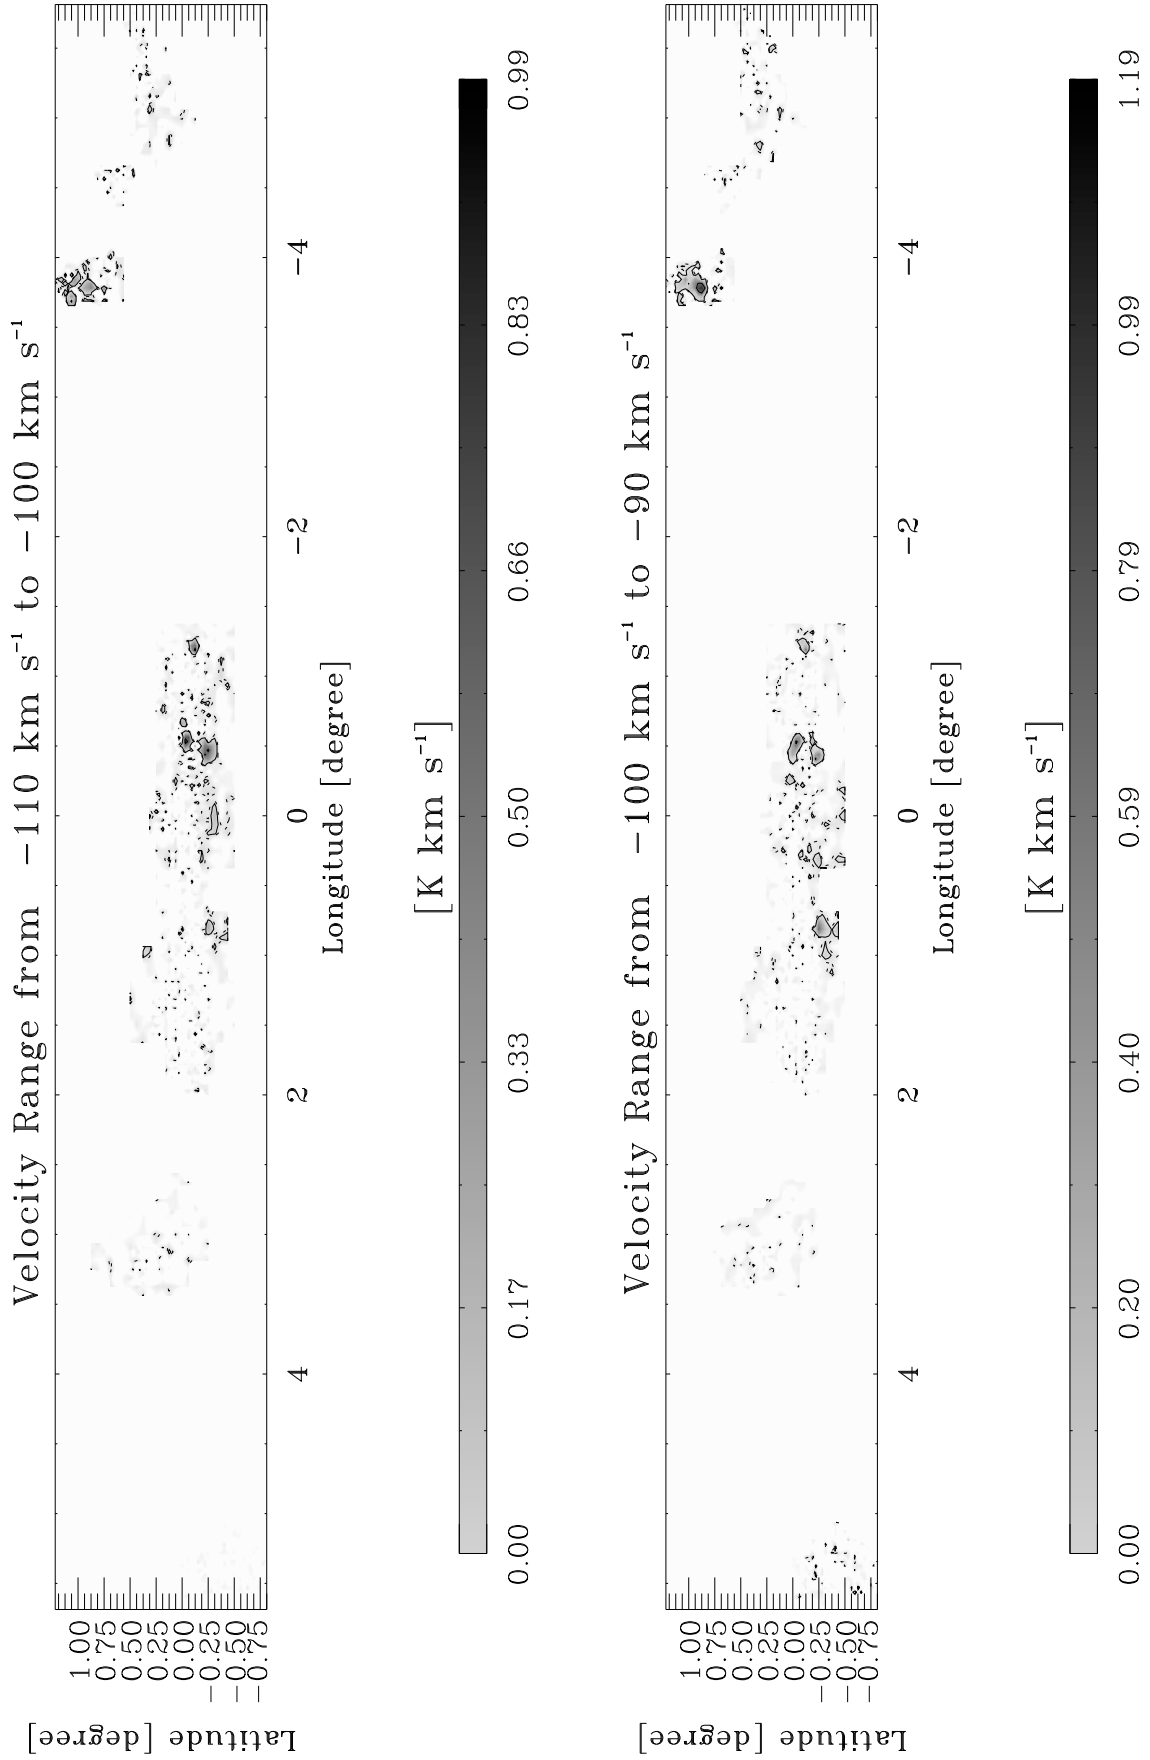 Velocity Range from −110 km s⁻¹ to −100 km s⁻¹
1.00
0.75
0.50
0.25
0.00
−0.25
−0.50
−0.75
Latitude [degree]
4 2 0 −2 −4
Longitude [degree]
[K km s⁻¹]
0.00 0.17 0.33 0.50 0.66 0.83 0.99
Velocity Range from −100 km s⁻¹ to −90 km s⁻¹
1.00
0.75
0.50
0.25
0.00
−0.25
−0.50
−0.75
Latitude [degree]
4 2 0 −2 −4
Longitude [degree]
[K km s⁻¹]
0.00 0.20 0.40 0.59 0.79 0.99 1.19